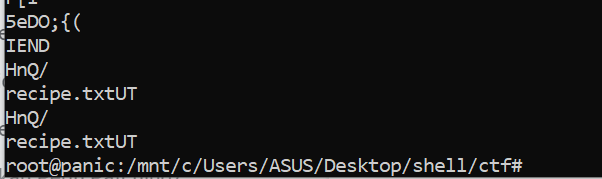 5eDO;{(
IEND
HnQ/
recipe.txtUT
HnQ/
recipe.txtUT
root@panic:/mnt/c/Users/ASUS/Desktop/shell/ctf#